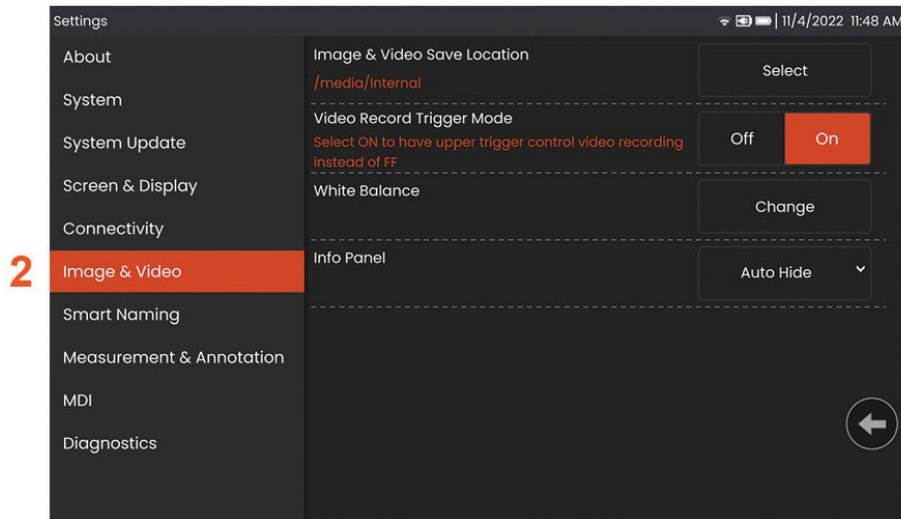 Settings
11/4/2022 11:48 AM
About
System
System Update
Screen & Display
Connectivity
2
Image & Video
Smart Naming
Measurement & Annotation
MDI
Diagnostics
Image & Video Save Location
/media/Internal
Select
Video Record Trigger Mode
Select ON to have upper trigger control video recording
instead of FF
Off On
White Balance
Change
Info Panel
Auto Hide